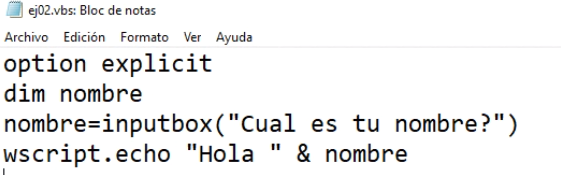 ej02.vbs: Bloc de notas
Archivo Edición Formato Ver Ayuda
option explicit
dim nombre
nombre=inputbox("Cual es tu nombre?")
wscript.echo "Hola " & nombre